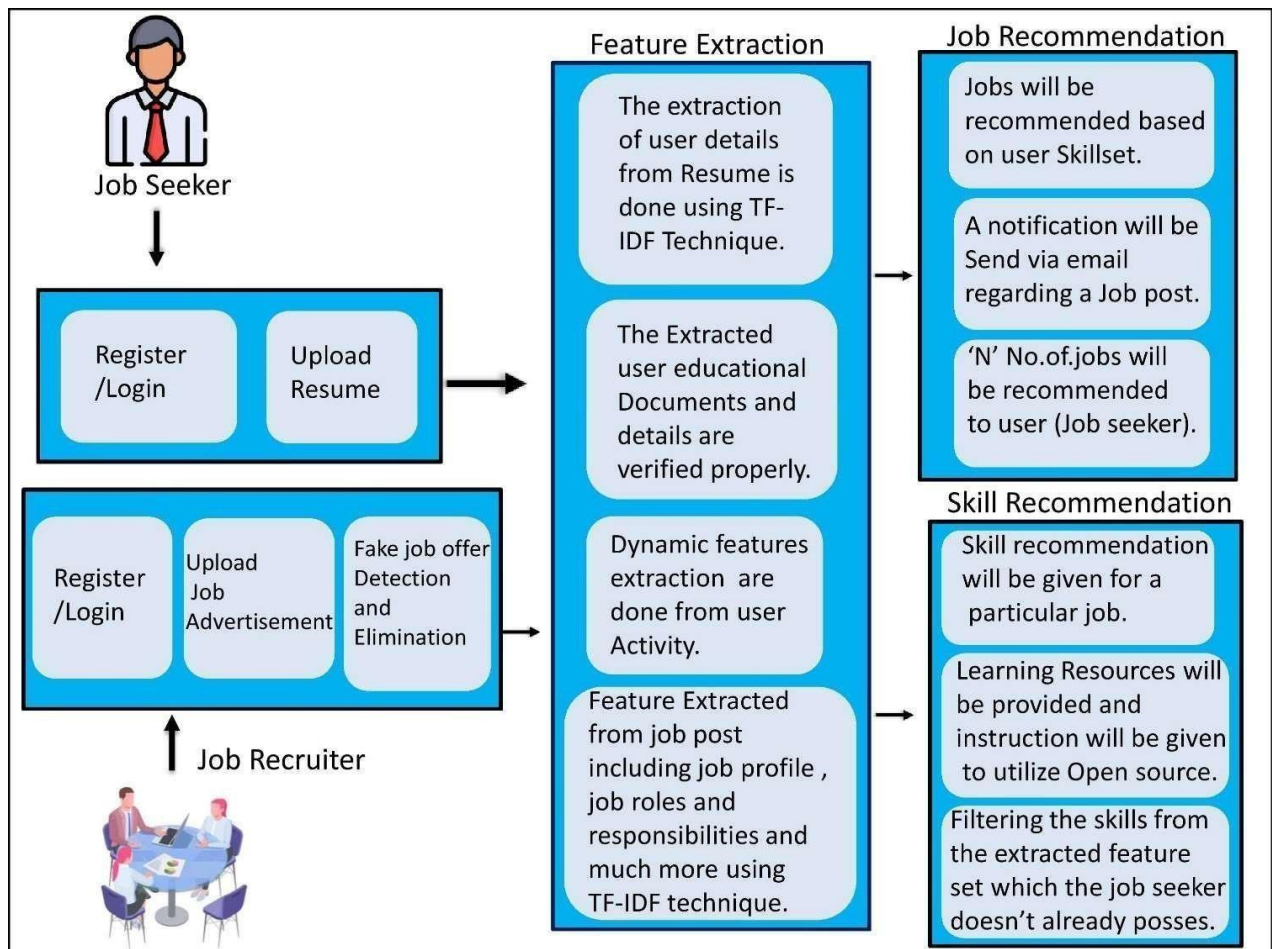 Job Seeker
Register
/Login
Upload
Resume
Register
/Login
Upload
Job
Advertisement
Fake job offer
Detection
and
Elimination
Job Recruiter
Feature Extraction
The extraction
of user details
from Resume is
done using TF-
IDF Technique.
The Extracted
user educational
Documents and
details are
verified properly.
Dynamic features
extraction are
done from user
Activity.
Feature Extracted
from job post
including job profile ,
job roles and
responsibilities and
much more using
TF-IDF technique.
Job Recommendation
Jobs will be
recommended based
on user Skillset.
A notification will be
Send via email
regarding a Job post.
‘N’ No.of.jobs will
be recommended
to user (Job seeker).
Skill Recommendation
Skill recommendation
will be given for a
particular job.
Learning Resources will
be provided and
instruction will be given
to utilize Open source.
Filtering the skills from
the extracted feature
set which the job seeker
doesn’t already posses.